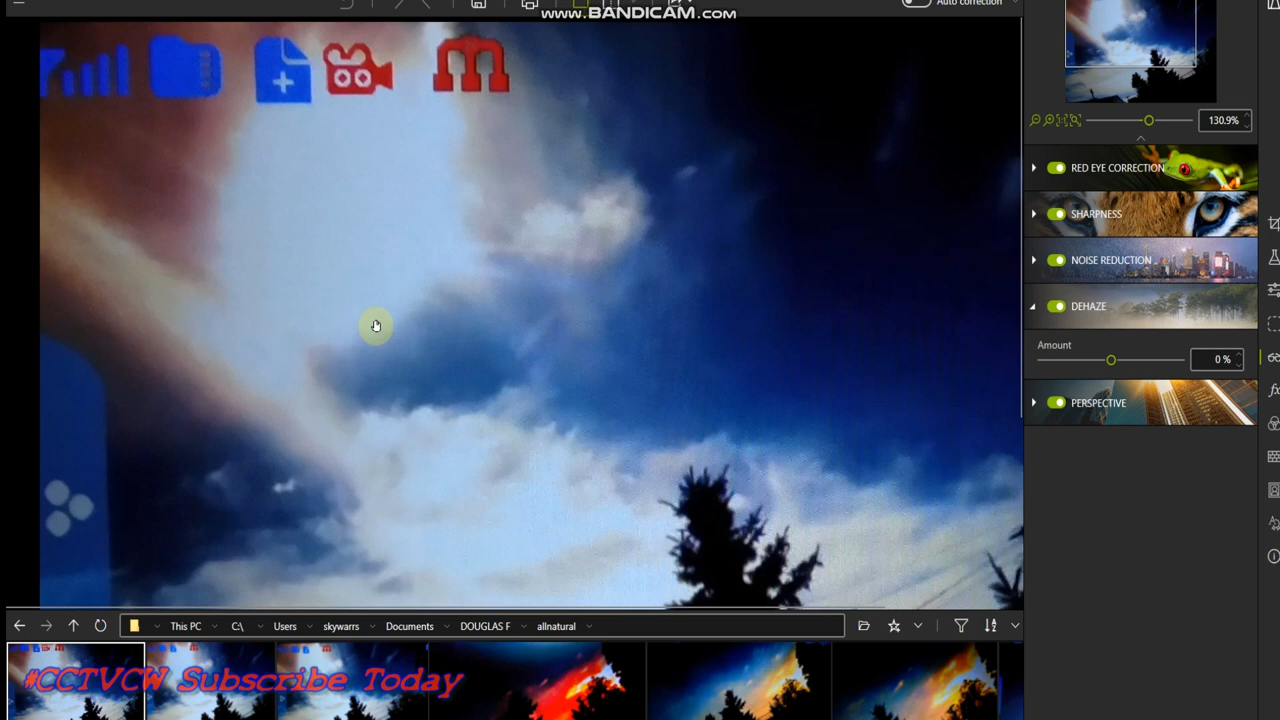 Auto correction
WWW.BANDICAM.COM
m
130.9%
RED EYE CORRECTION
SHARPNESS
NOISE REDUCTION
DEHAZE
Amount
0 %
PERSPECTIVE
This PC
C:\
Users
skywarrs
Documents
DOUGLAS F
allnatural
#CCTVCW Subscribe Today